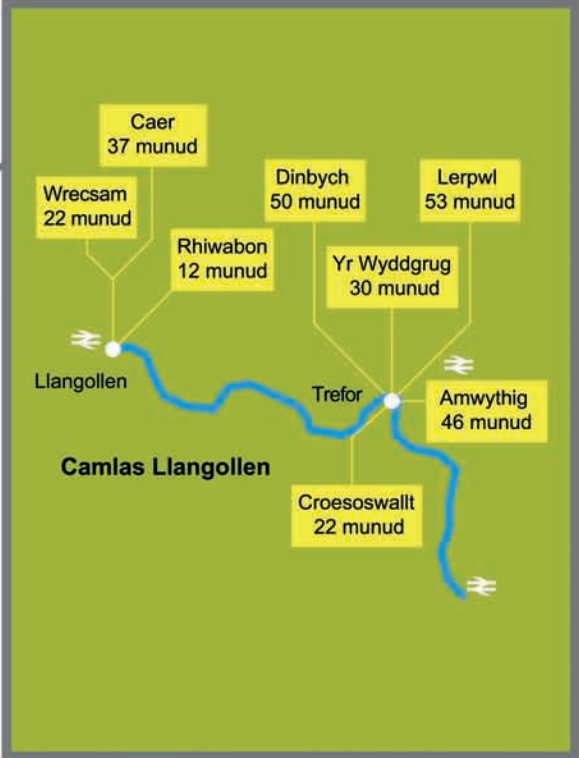 Caer
37 munud
Wrecsam
22 munud
Rhiwabon
12 munud
Dinbych
50 munud
Lerpwl
53 munud
Yr Wyddgrug
30 munud
Llangollen
Trefor
Amwythig
46 munud
Camlas Llangollen
Croesoswallt
22 munud